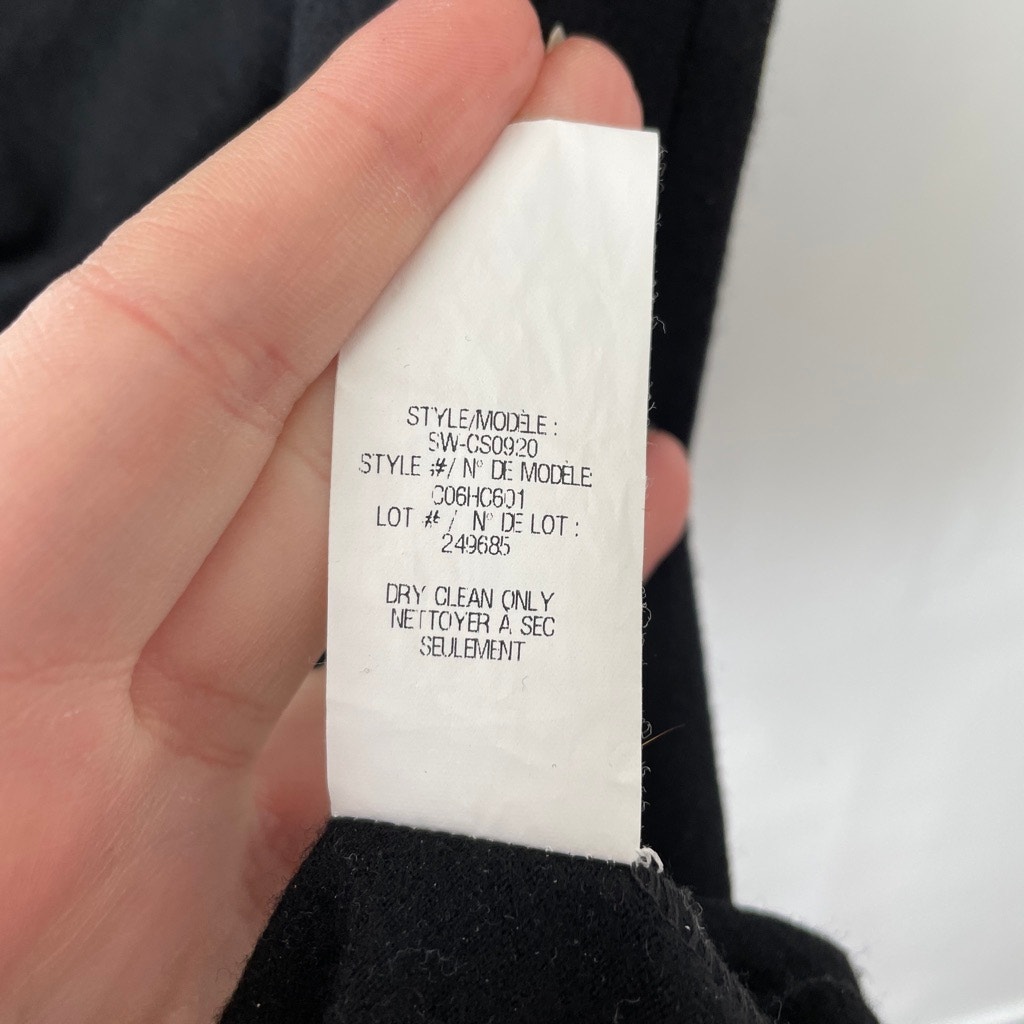 STYLE/MODÈLE :
SW-CS0920
STYLE #/ N° DE MODÈLE
C06HC601
LOT # / N° DE LOT :
249685
DRY CLEAN ONLY
NETTOYER À SEC
SEULEMENT